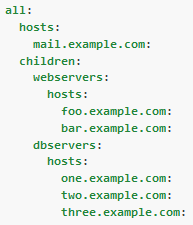 all:
  hosts:
    mail.example.com:
  children:
    webservers:
      hosts:
        foo.example.com:
        bar.example.com:
    dbservers:
      hosts:
        one.example.com:
        two.example.com:
        three.example.com: